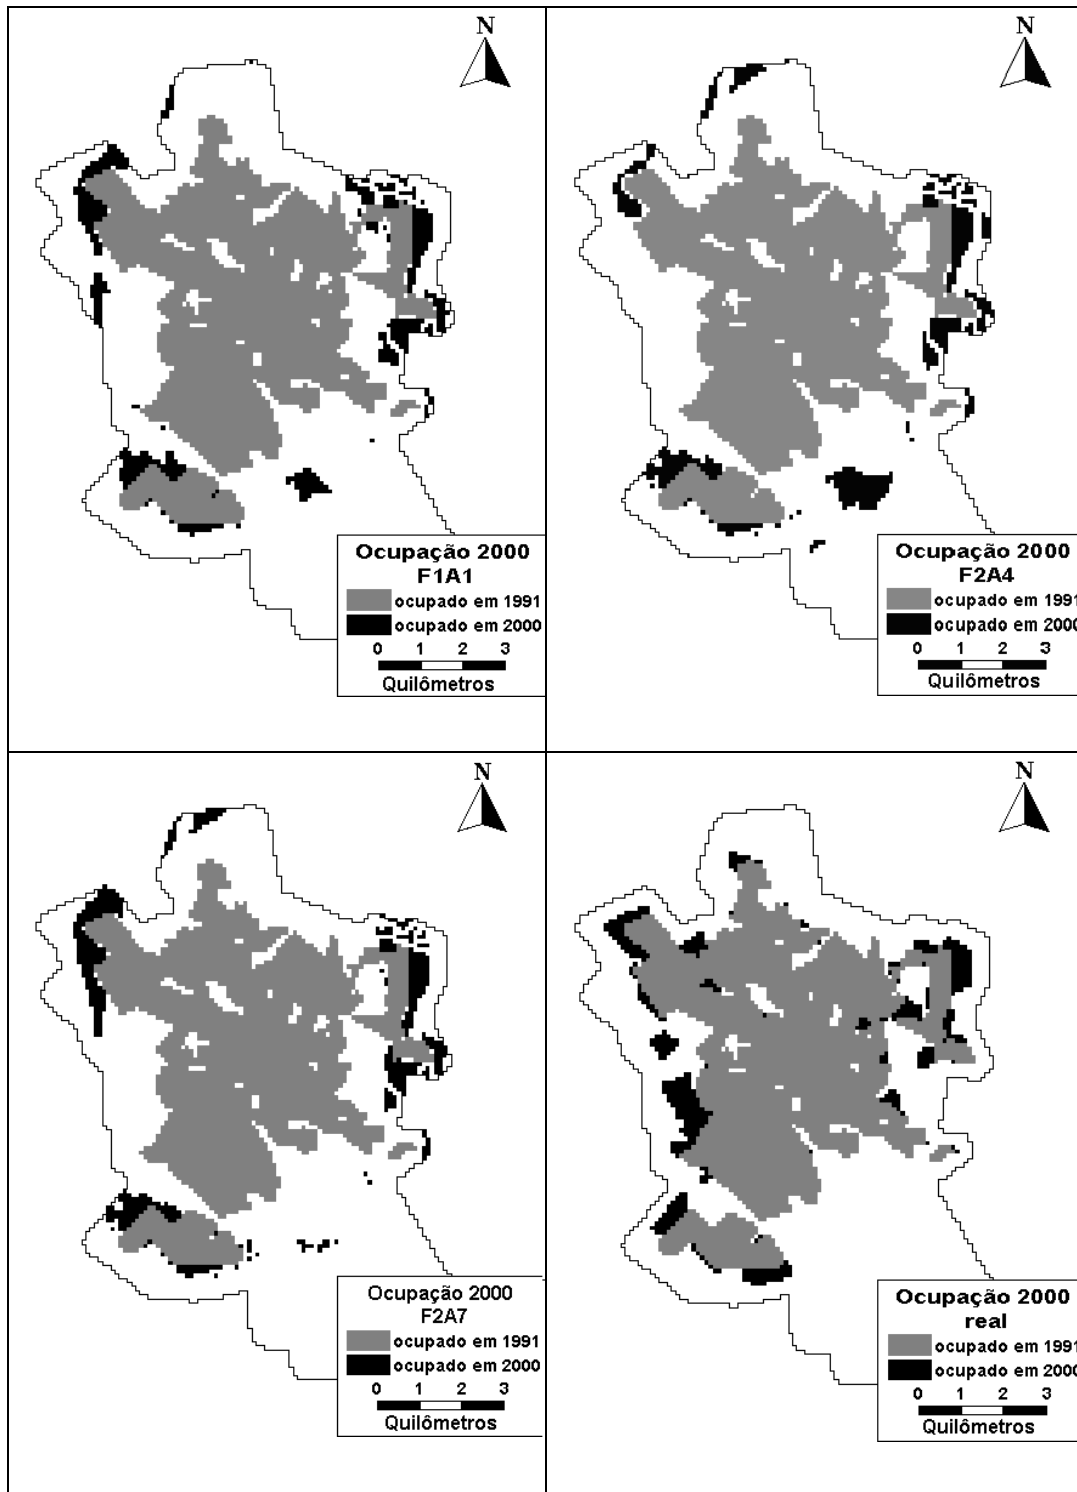 N
Ocupação 2000
F1A1
ocupado em 1991
ocupado em 2000
0 1 2 3
Quilômetros
N
Ocupação 2000
F2A4
ocupado em 1991
ocupado em 2000
0 1 2 3
Quilômetros
N
Ocupação 2000
F2A7
ocupado em 1991
ocupado em 2000
0 1 2 3
Quilômetros
N
Ocupação 2000
real
ocupado em 1991
ocupado em 2000
0 1 2 3
Quilômetros